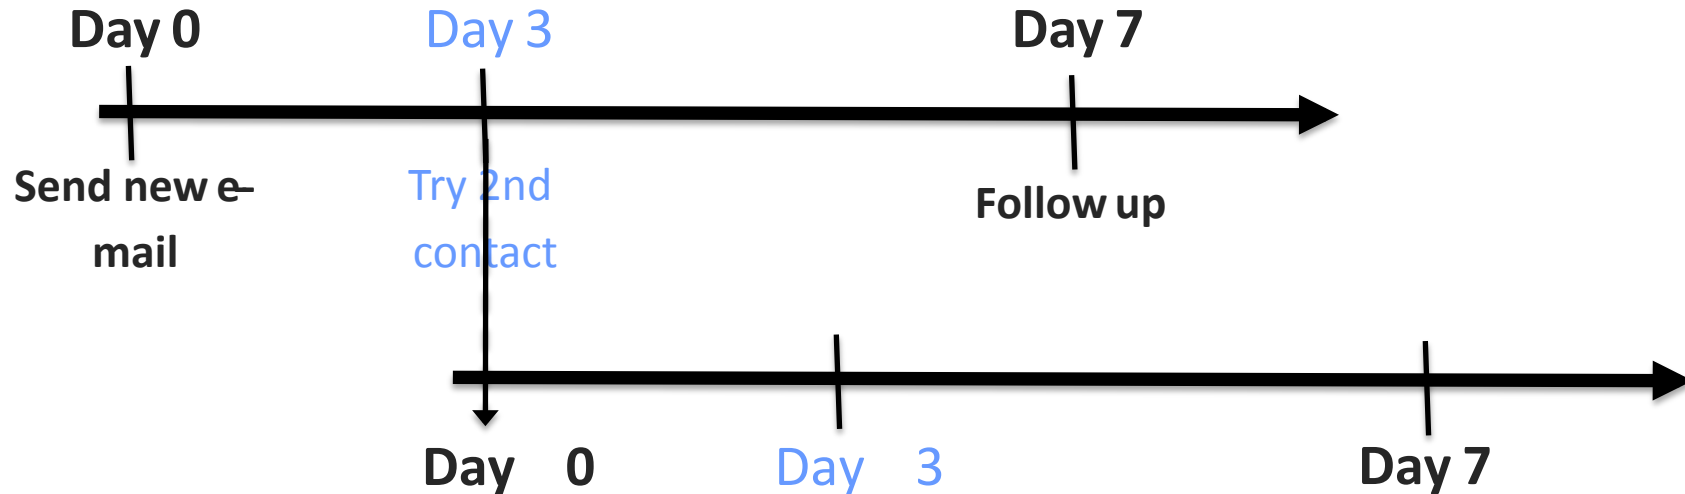 Day 0 Day 3 Day 7
Send new e-
mail
Try 2nd
contact
Follow up
Day 0 Day 3 Day 7